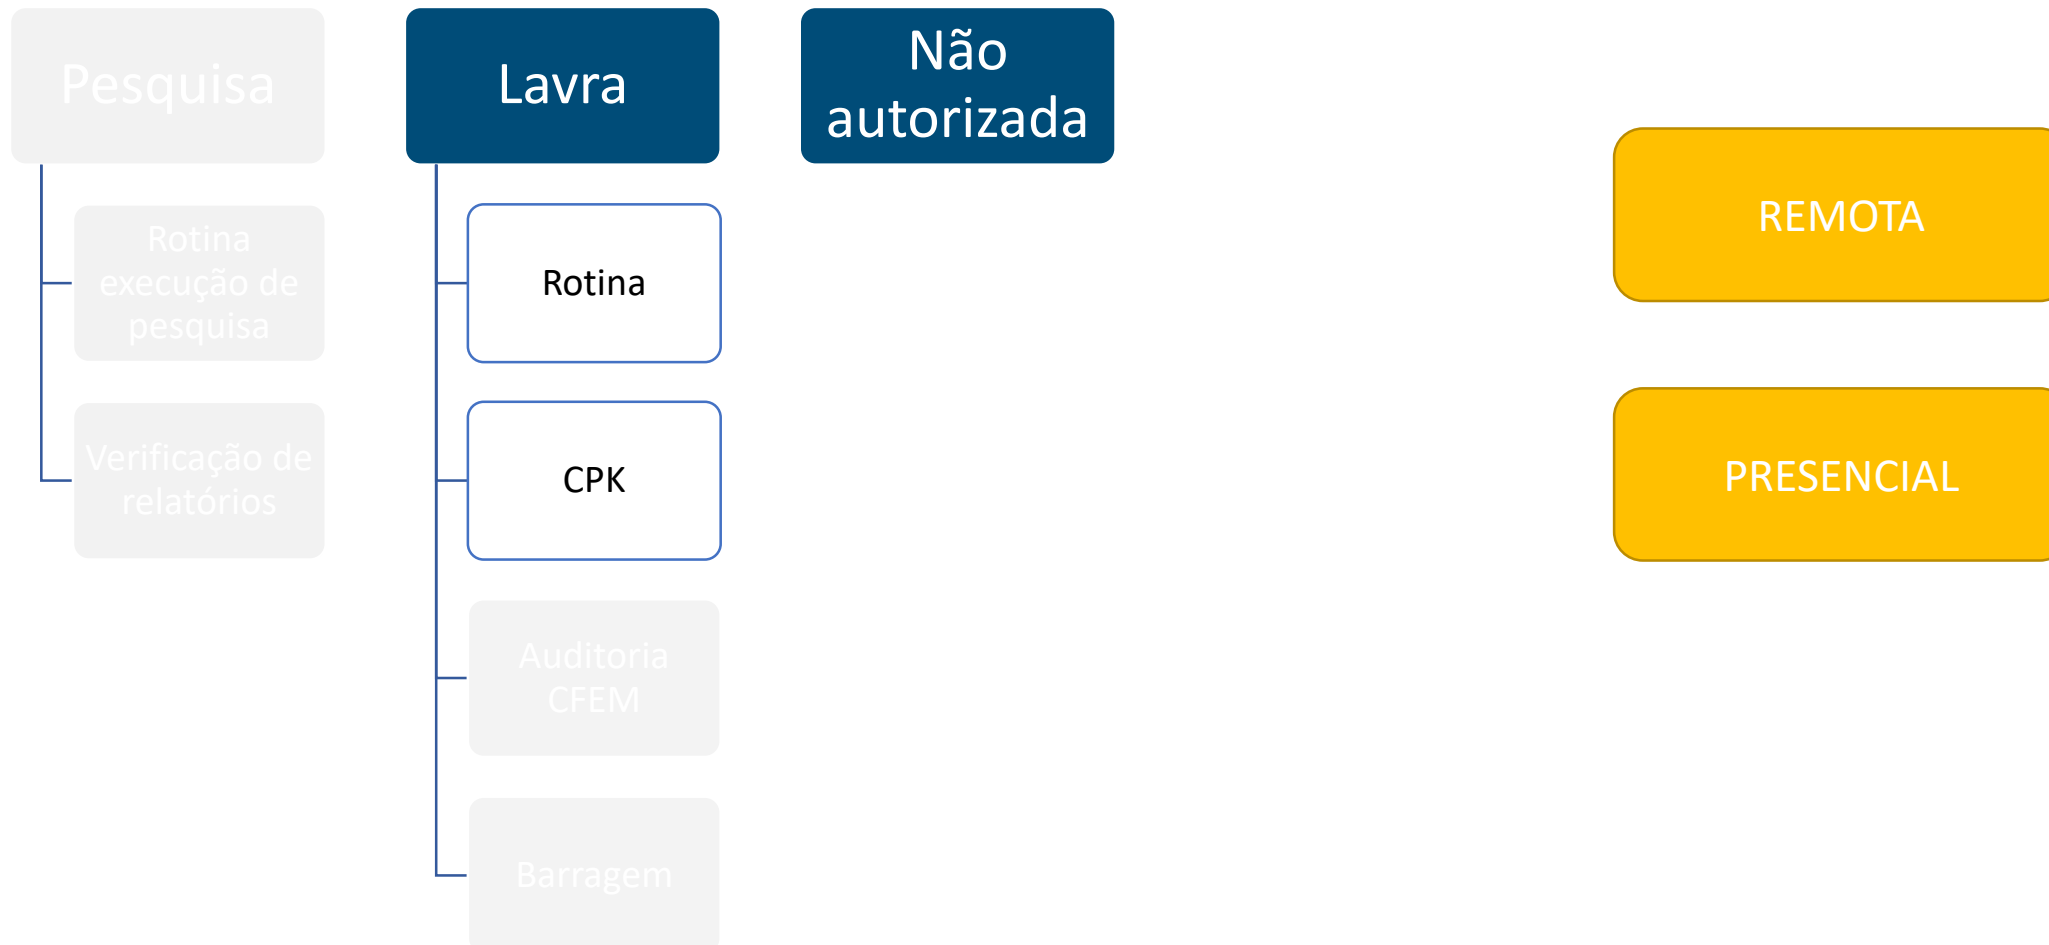 Pesquisa
Rotina
execução de
pesquisa
Verificação de
relatórios
Lavra
Rotina
CPK
Auditoria
CFEM
Barragem
Não
autorizada
REMOTA
PRESENCIAL